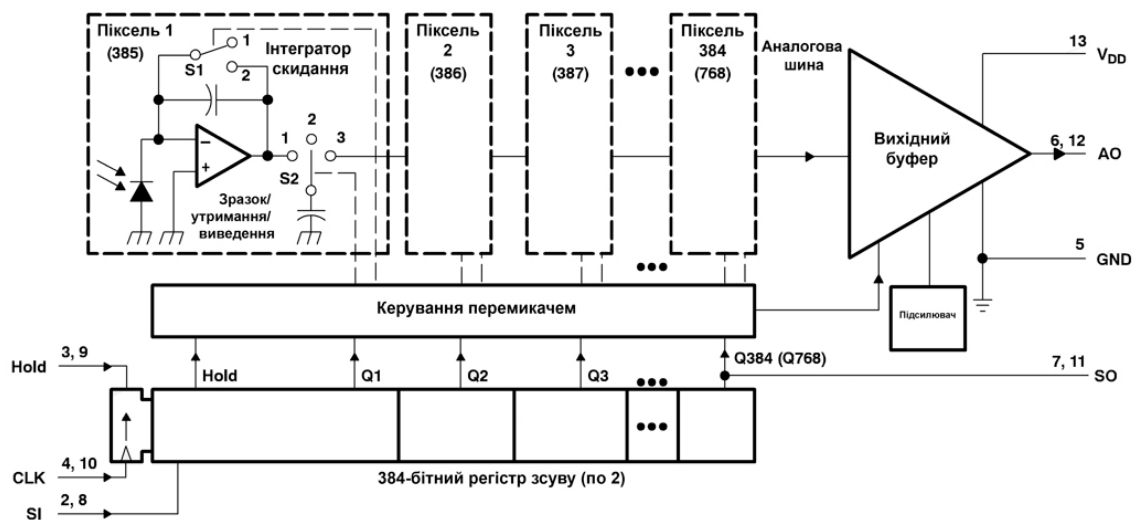 Піксель 1
(385)
1
Інтегратор
скидання
S1
2
−
+
1
2
3
S2
Зразок/
утримання/
виведення
Піксель
2
(386)
Піксель
3
(387)
Піксель
384
(768)
Аналогова
шина
Вихідний
буфер
13
VDD
6, 12
AO
5
GND
Підсилювач
Керування перемикачем
Hold
3, 9
Hold
Q1
Q2
Q3
Q384 (Q768)
7, 11
SO
CLK
4, 10
384-бітний регістр зсуву (по 2)
SI
2, 8